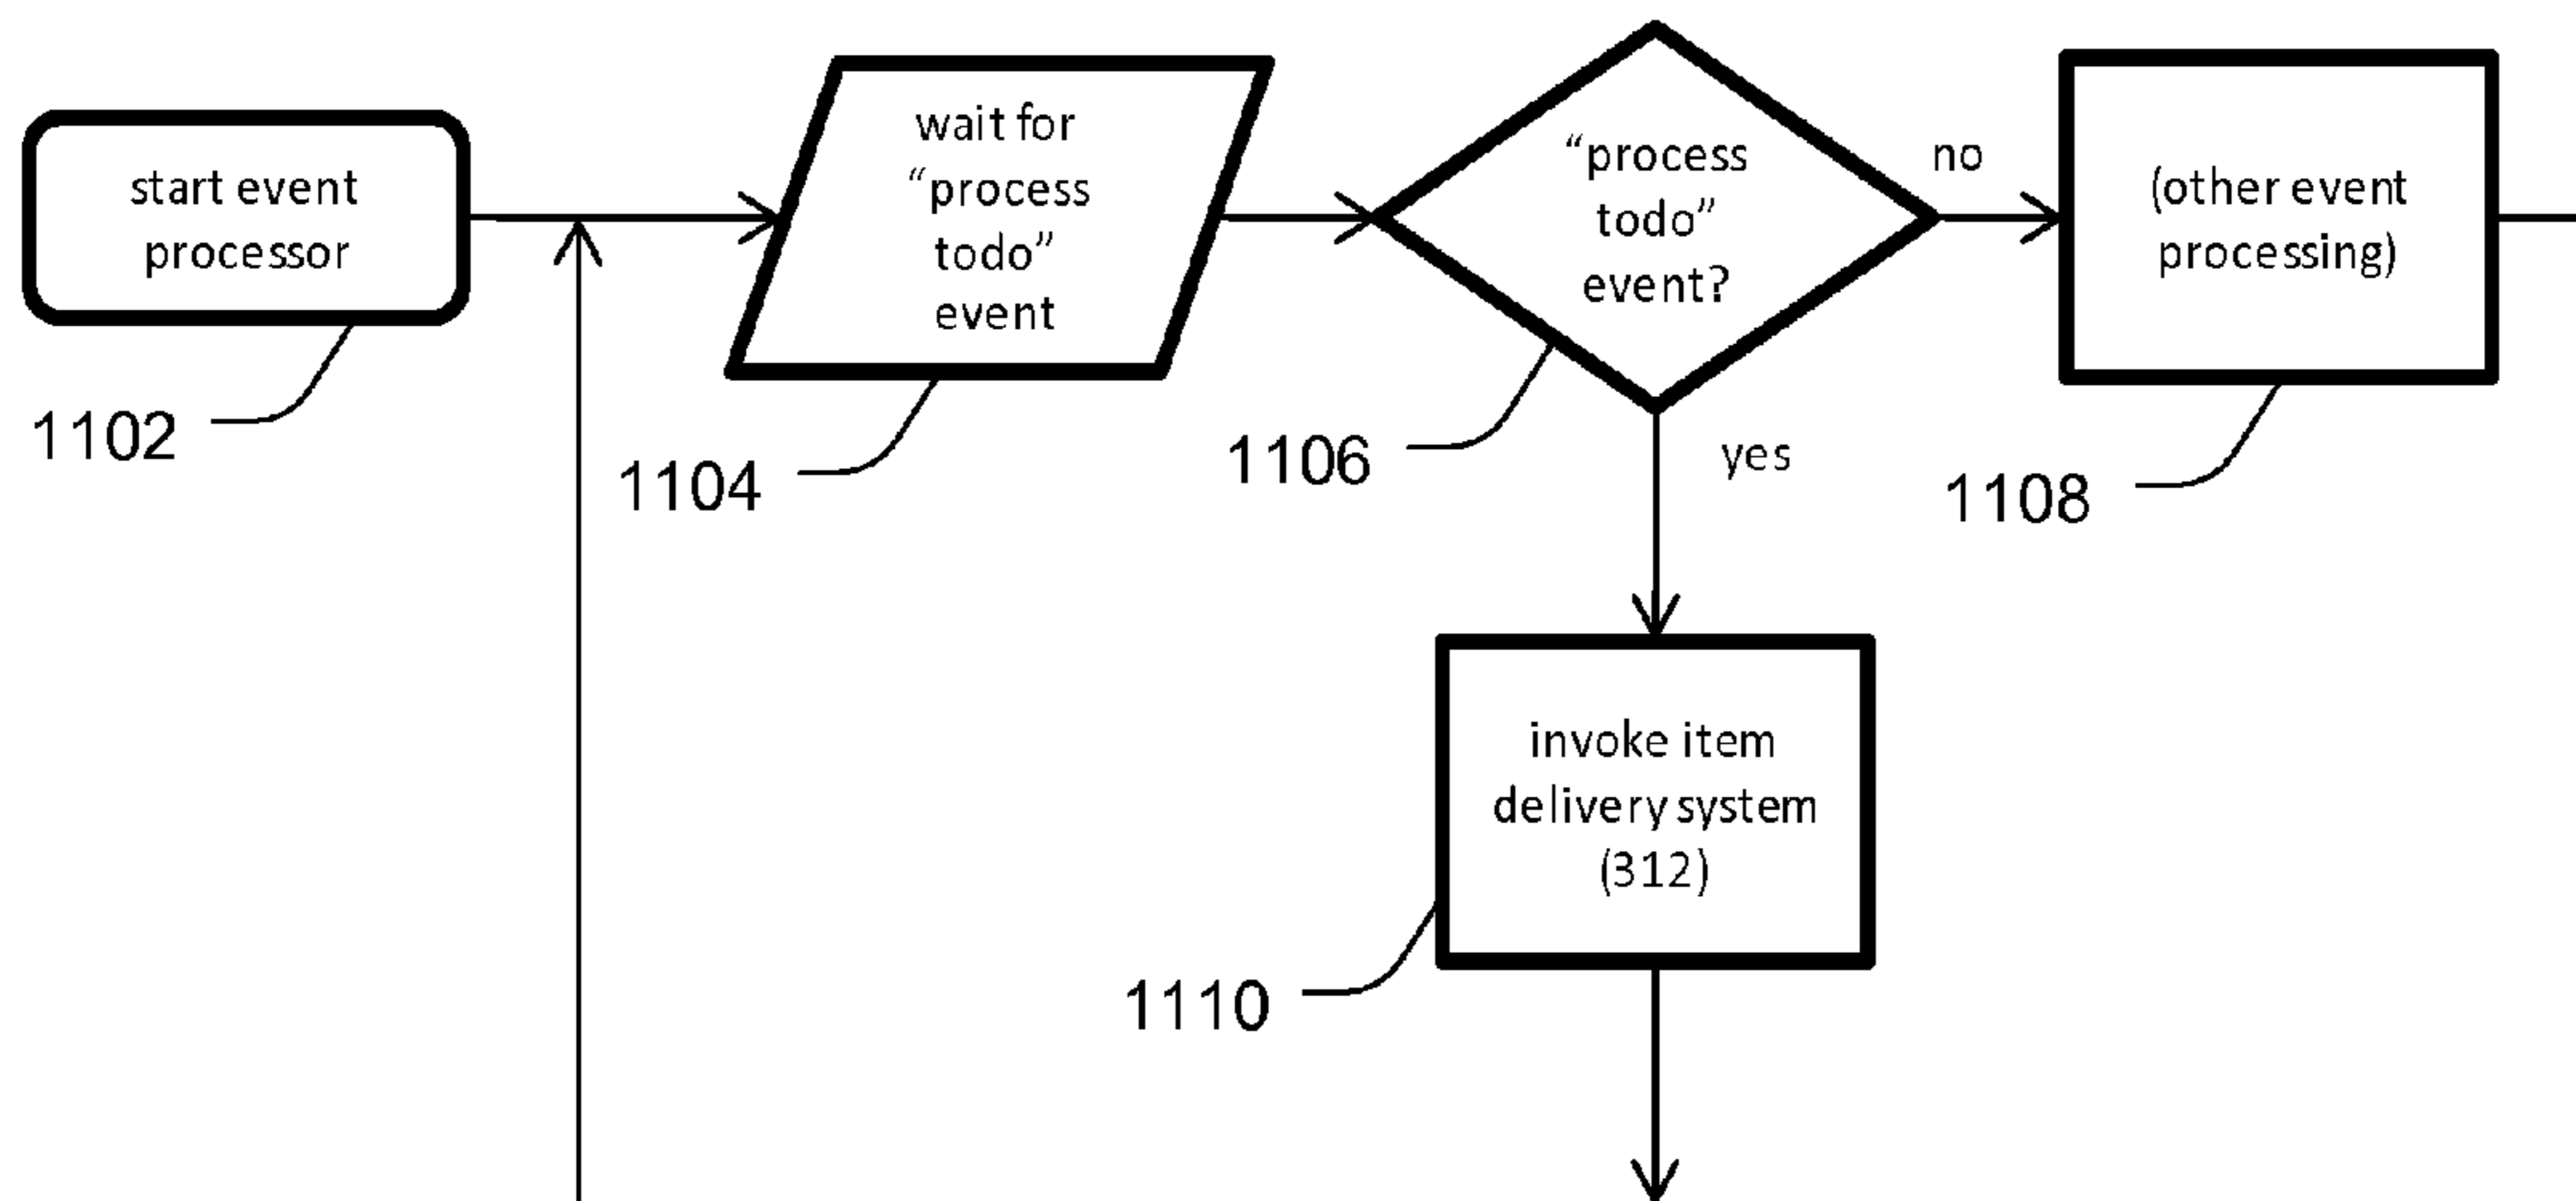 start event
processor
1102
wait for
“process
todo”
event
1104
“process
todo”
event?
1106
no
yes
(other event
processing)
1108
invoke item
delivery system
(312)
1110